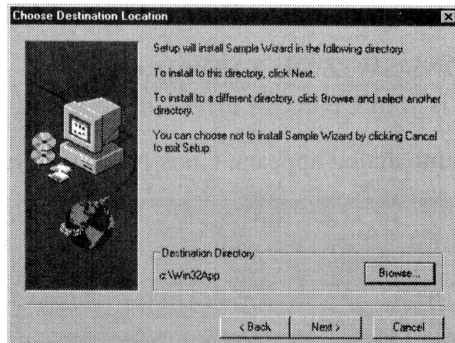 Choose Destination Location
Setup will install Sample Wizard in the following directory.
To install to this directory, click Next.
To install to a different directory, click Browse and select another
directory.
You can choose not to install Sample Wizard by clicking Cancel
to exit Setup.
Destination Directory
c:\Win32App
Browse...
< Back
Next >
Cancel